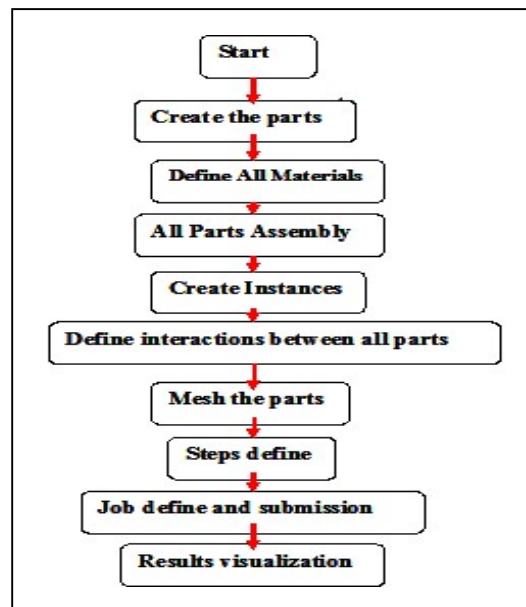 Start
Create the parts
Define All Materials
All Parts Assembly
Create Instances
Define interactions between all parts
Mesh the parts
Steps define
Job define and submission
Results visualization